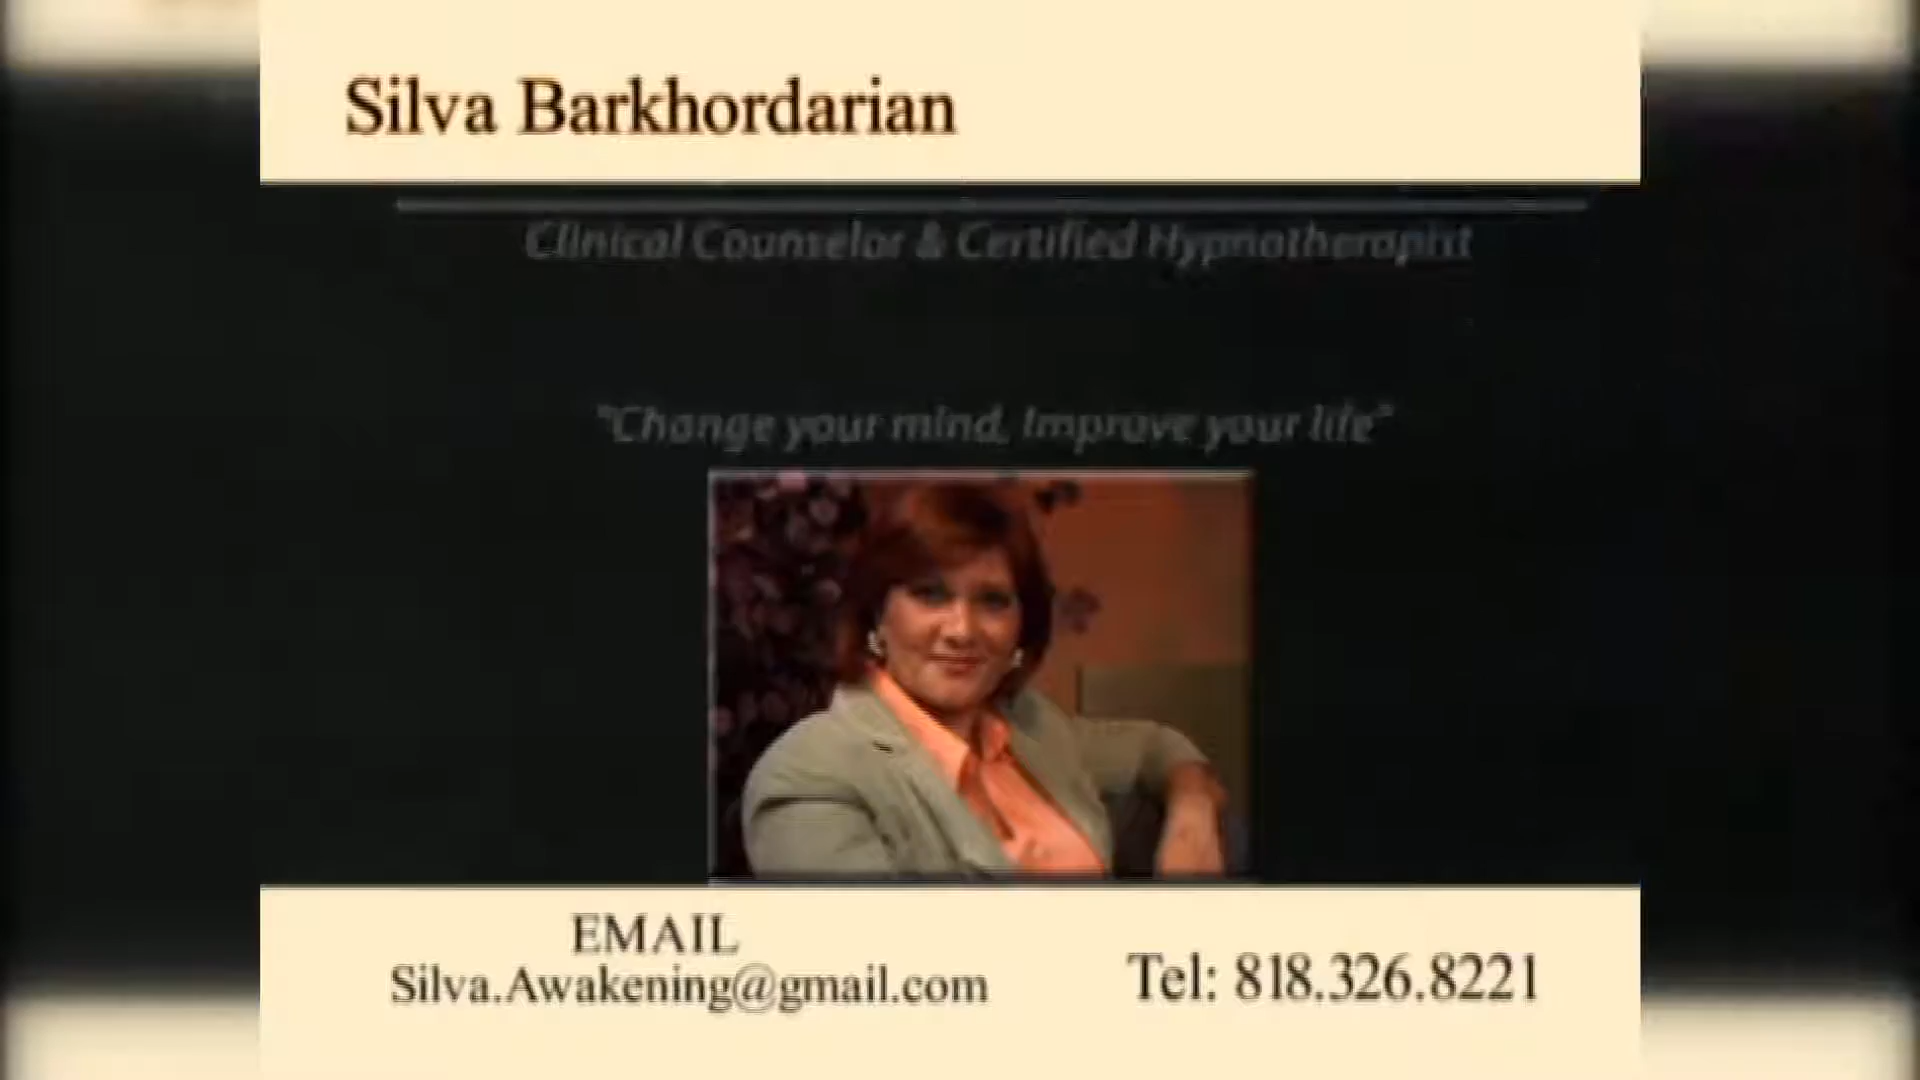 Silva Barkhordarian
Clinical Counselor & Certified Hypnotherapist
"Change your mind, Improve your life"
EMAIL
Silva.Awakening@gmail.com
Tel: 818.326.8221